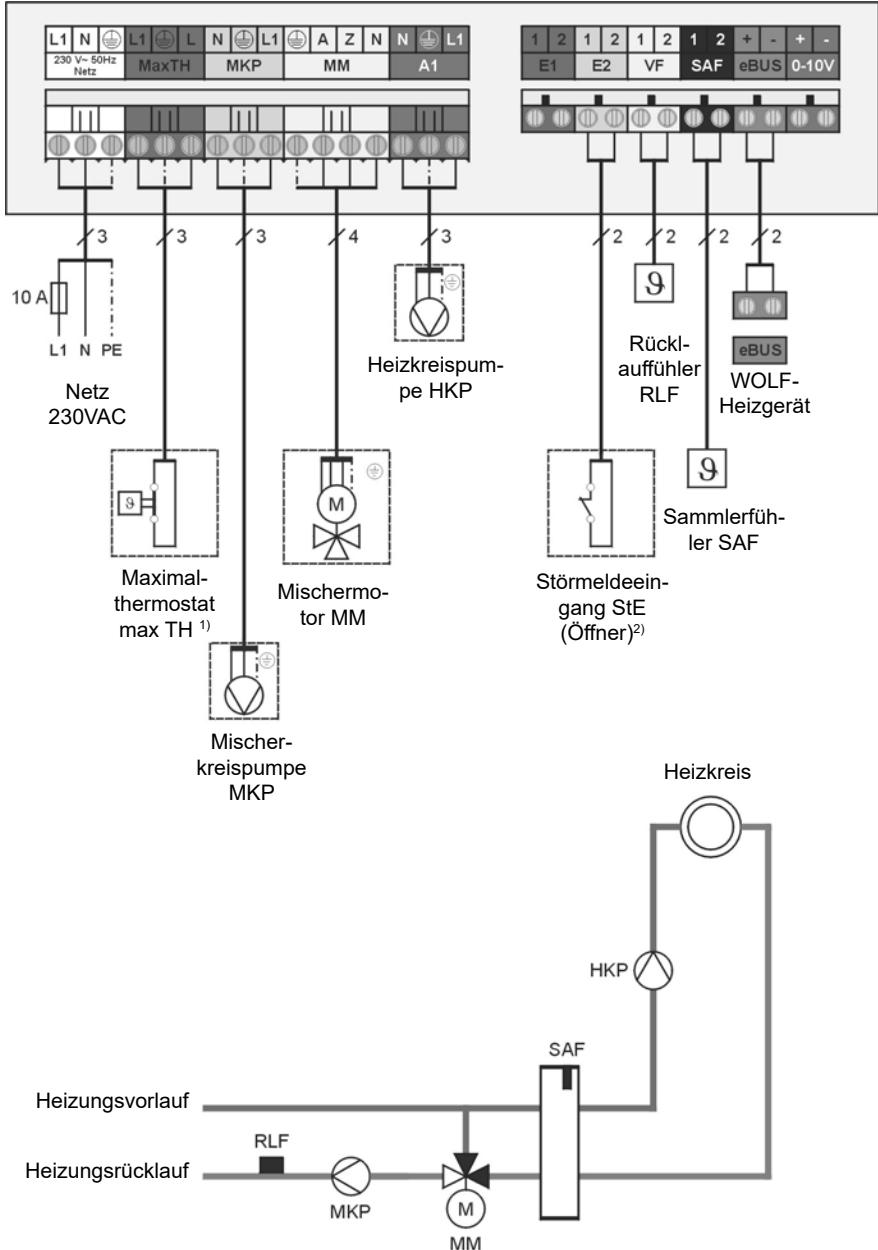 L1 N L1 L N L1 A Z N N L1 1 2 1 2 1 2 1 2 + - + -
230 V~ 50Hz
Netz
MaxTH MKP MM A1 E1 E2 VF SAF eBUS 0-10V
3 3 3 4 3 2 2 2 2
10 A
L1 N PE
Netz
230VAC
ϑ
Maximal-
thermostat
max TH 1)
Mischer-
kreispumpe
MKP
M
Mischermo-
tor MM
Heizkreispum-
pe HKP
Störmeldeein-
gang StE
(Öffner)2)
ϑ
Rückl-
auffühler
RLF
ϑ
Sammlerfüh-
ler SAF
eBUS
WOLF-
Heizgerät
Heizkreis
HKP
SAF
Heizungsvorlauf
RLF
Heizungsrücklauf
MKP
M
MM